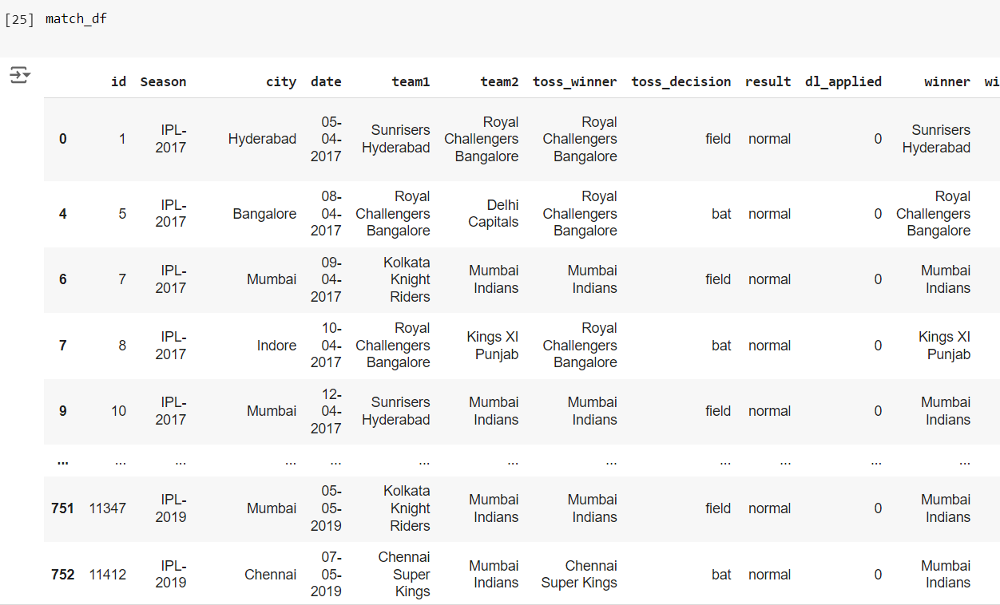 [25] match_df
id Season city date team1 team2 toss_winner toss_decision result dl_applied winner wi
0 1 IPL-2017 Hyderabad 05-04-2017 Sunrisers Hyderabad Royal Challengers Bangalore Royal Challengers Bangalore field normal 0 Sunrisers Hyderabad
4 5 IPL-2017 Bangalore 08-04-2017 Royal Challengers Bangalore Delhi Capitals Royal Challengers Bangalore bat normal 0 Royal Challengers Bangalore
6 7 IPL-2017 Mumbai 09-04-2017 Kolkata Knight Riders Mumbai Indians Mumbai Indians field normal 0 Mumbai Indians
7 8 IPL-2017 Indore 10-04-2017 Royal Challengers Bangalore Kings XI Punjab Royal Challengers Bangalore bat normal 0 Kings XI Punjab
9 10 IPL-2017 Mumbai 12-04-2017 Sunrisers Hyderabad Mumbai Indians Mumbai Indians field normal 0 Mumbai Indians
... ... ... ... ... ... ... ... ... ... ... ...
751 11347 IPL-2019 Mumbai 05-05-2019 Kolkata Knight Riders Mumbai Indians Mumbai Indians field normal 0 Mumbai Indians
752 11412 IPL-2019 Chennai 07-05-2019 Chennai Super Kings Mumbai Indians Chennai Super Kings bat normal 0 Mumbai Indians